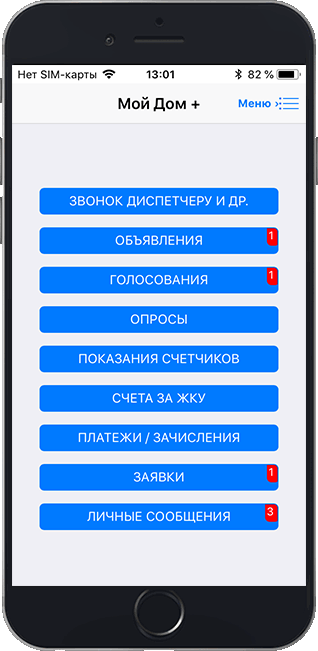 Нет SIM-карты 13:01 82 %
Мой Дом + Меню ›
ЗВОНОК ДИСПЕТЧЕРУ И ДР.
ОБЪЯВЛЕНИЯ 1
ГОЛОСОВАНИЯ 1
ОПРОСЫ
ПОКАЗАНИЯ СЧЕТЧИКОВ
СЧЕТА ЗА ЖКУ
ПЛАТЕЖИ / ЗАЧИСЛЕНИЯ
ЗАЯВКИ 1
ЛИЧНЫЕ СООБЩЕНИЯ 3